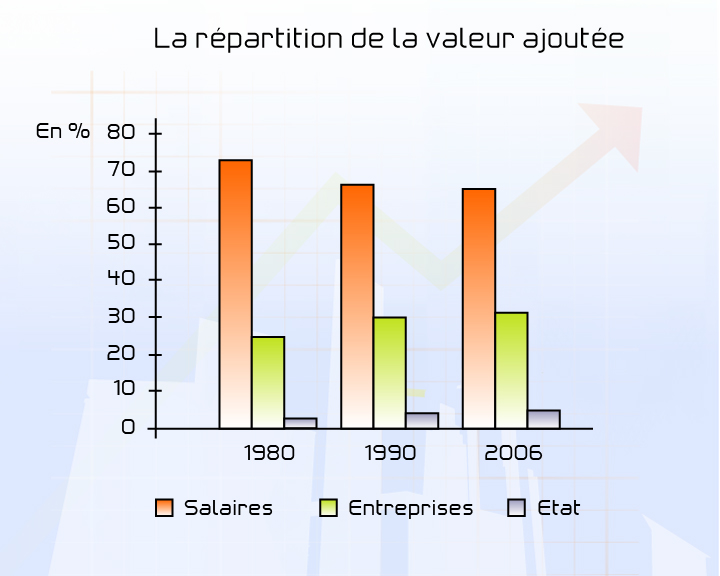 La répartition de la valeur ajoutée
En % 80
70
60
50
40
30
20
10
0
1980 1990 2006
Salaires Entreprises Etat